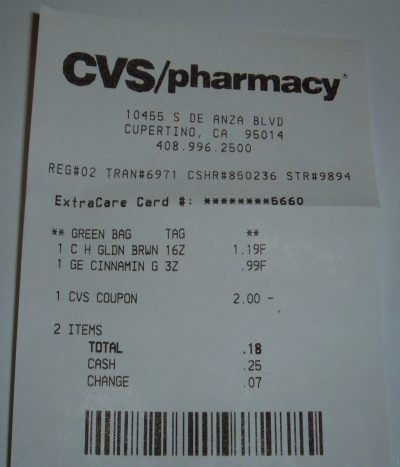 CVS/pharmacy
10455 S DE ANZA BLVD
CUPERTINO, CA 95014
408.996.2500
REG#02 TRAN#6971 CSHR#850236 STR#9894
ExtraCare Card #: ********5660
** GREEN BAG TAG **
1 C H GLDN BRWN 16Z 1.19F
1 GE CINNAMIN G 3Z .99F
1 CVS COUPON 2.00 -
2 ITEMS
TOTAL .18
CASH .25
CHANGE .07